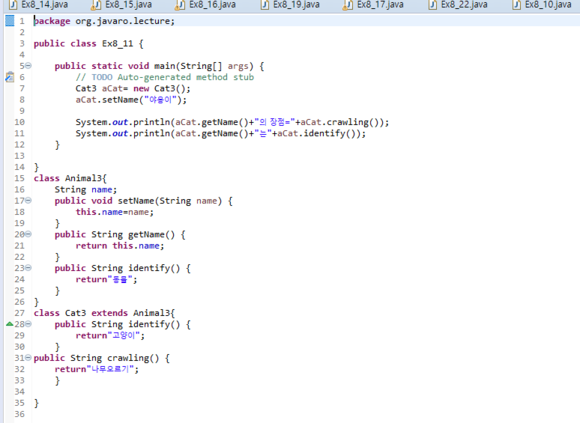 Ex8_14.java Ex8_15.java Ex8_16.java Ex8_19.java Ex8_17.java Ex8_22.java Ex8_10.java
1 package org.javaro.lecture;
2
3 public class Ex8_11 {
4
5 public static void main(String[] args) {
6 // TODO Auto-generated method stub
7 Cat3 aCat= new Cat3();
8 aCat.setName("야옹이");
9
10 System.out.println(aCat.getName()+"의 장점="+aCat.crawling());
11 System.out.println(aCat.getName()+"는"+aCat.identify());
12 }
13
14 }
15 class Animal3{
16 String name;
17 public void setName(String name) {
18 this.name=name;
19 }
20 public String getName() {
21 return this.name;
22 }
23 public String identify() {
24 return"동물";
25 }
26 }
27 class Cat3 extends Animal3{
28 public String identify() {
29 return"고양이";
30 }
31 public String crawling() {
32 return"나무오르기";
33 }
34
35 }
36